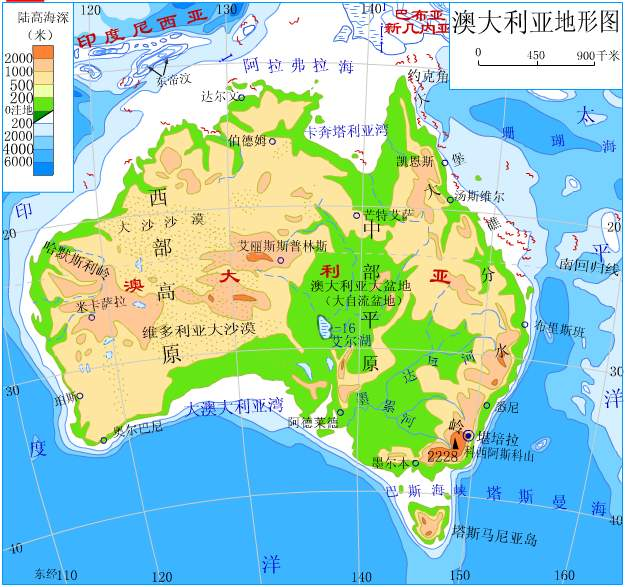 澳大利亚地形图
0 450 900千米
陆高海深
(米)
2000
1000
500
200
0洼地
200
2000
4000
6000
120
130
140
印度尼西亚
巴布亚
新几内亚
东帝汶
阿拉弗拉海
约克角
达尔文
卡奔塔利亚湾
伯德姆
凯恩斯
汤斯维尔
太
平
洋
珊瑚海
大堡礁
印
度
洋
20
20
西部高原
大沙沙漠
芒特艾萨
中部平原
大分水岭
艾丽斯斯普林斯
哈默斯利岭
南回归线
澳大利亚
澳大利亚大盆地
(大自流盆地)
米卡萨拉
维多利亚大沙漠
-16
艾尔湖
布里斯班
30
30
达令河
墨累河
珀斯
大澳大利亚湾
阿德莱德
悉尼
奥尔巴尼
堪培拉
2228
科西阿斯科山
墨尔本
巴斯海峡
塔斯曼海
塔斯马尼亚岛
40
40
东经110
120
140
150
160